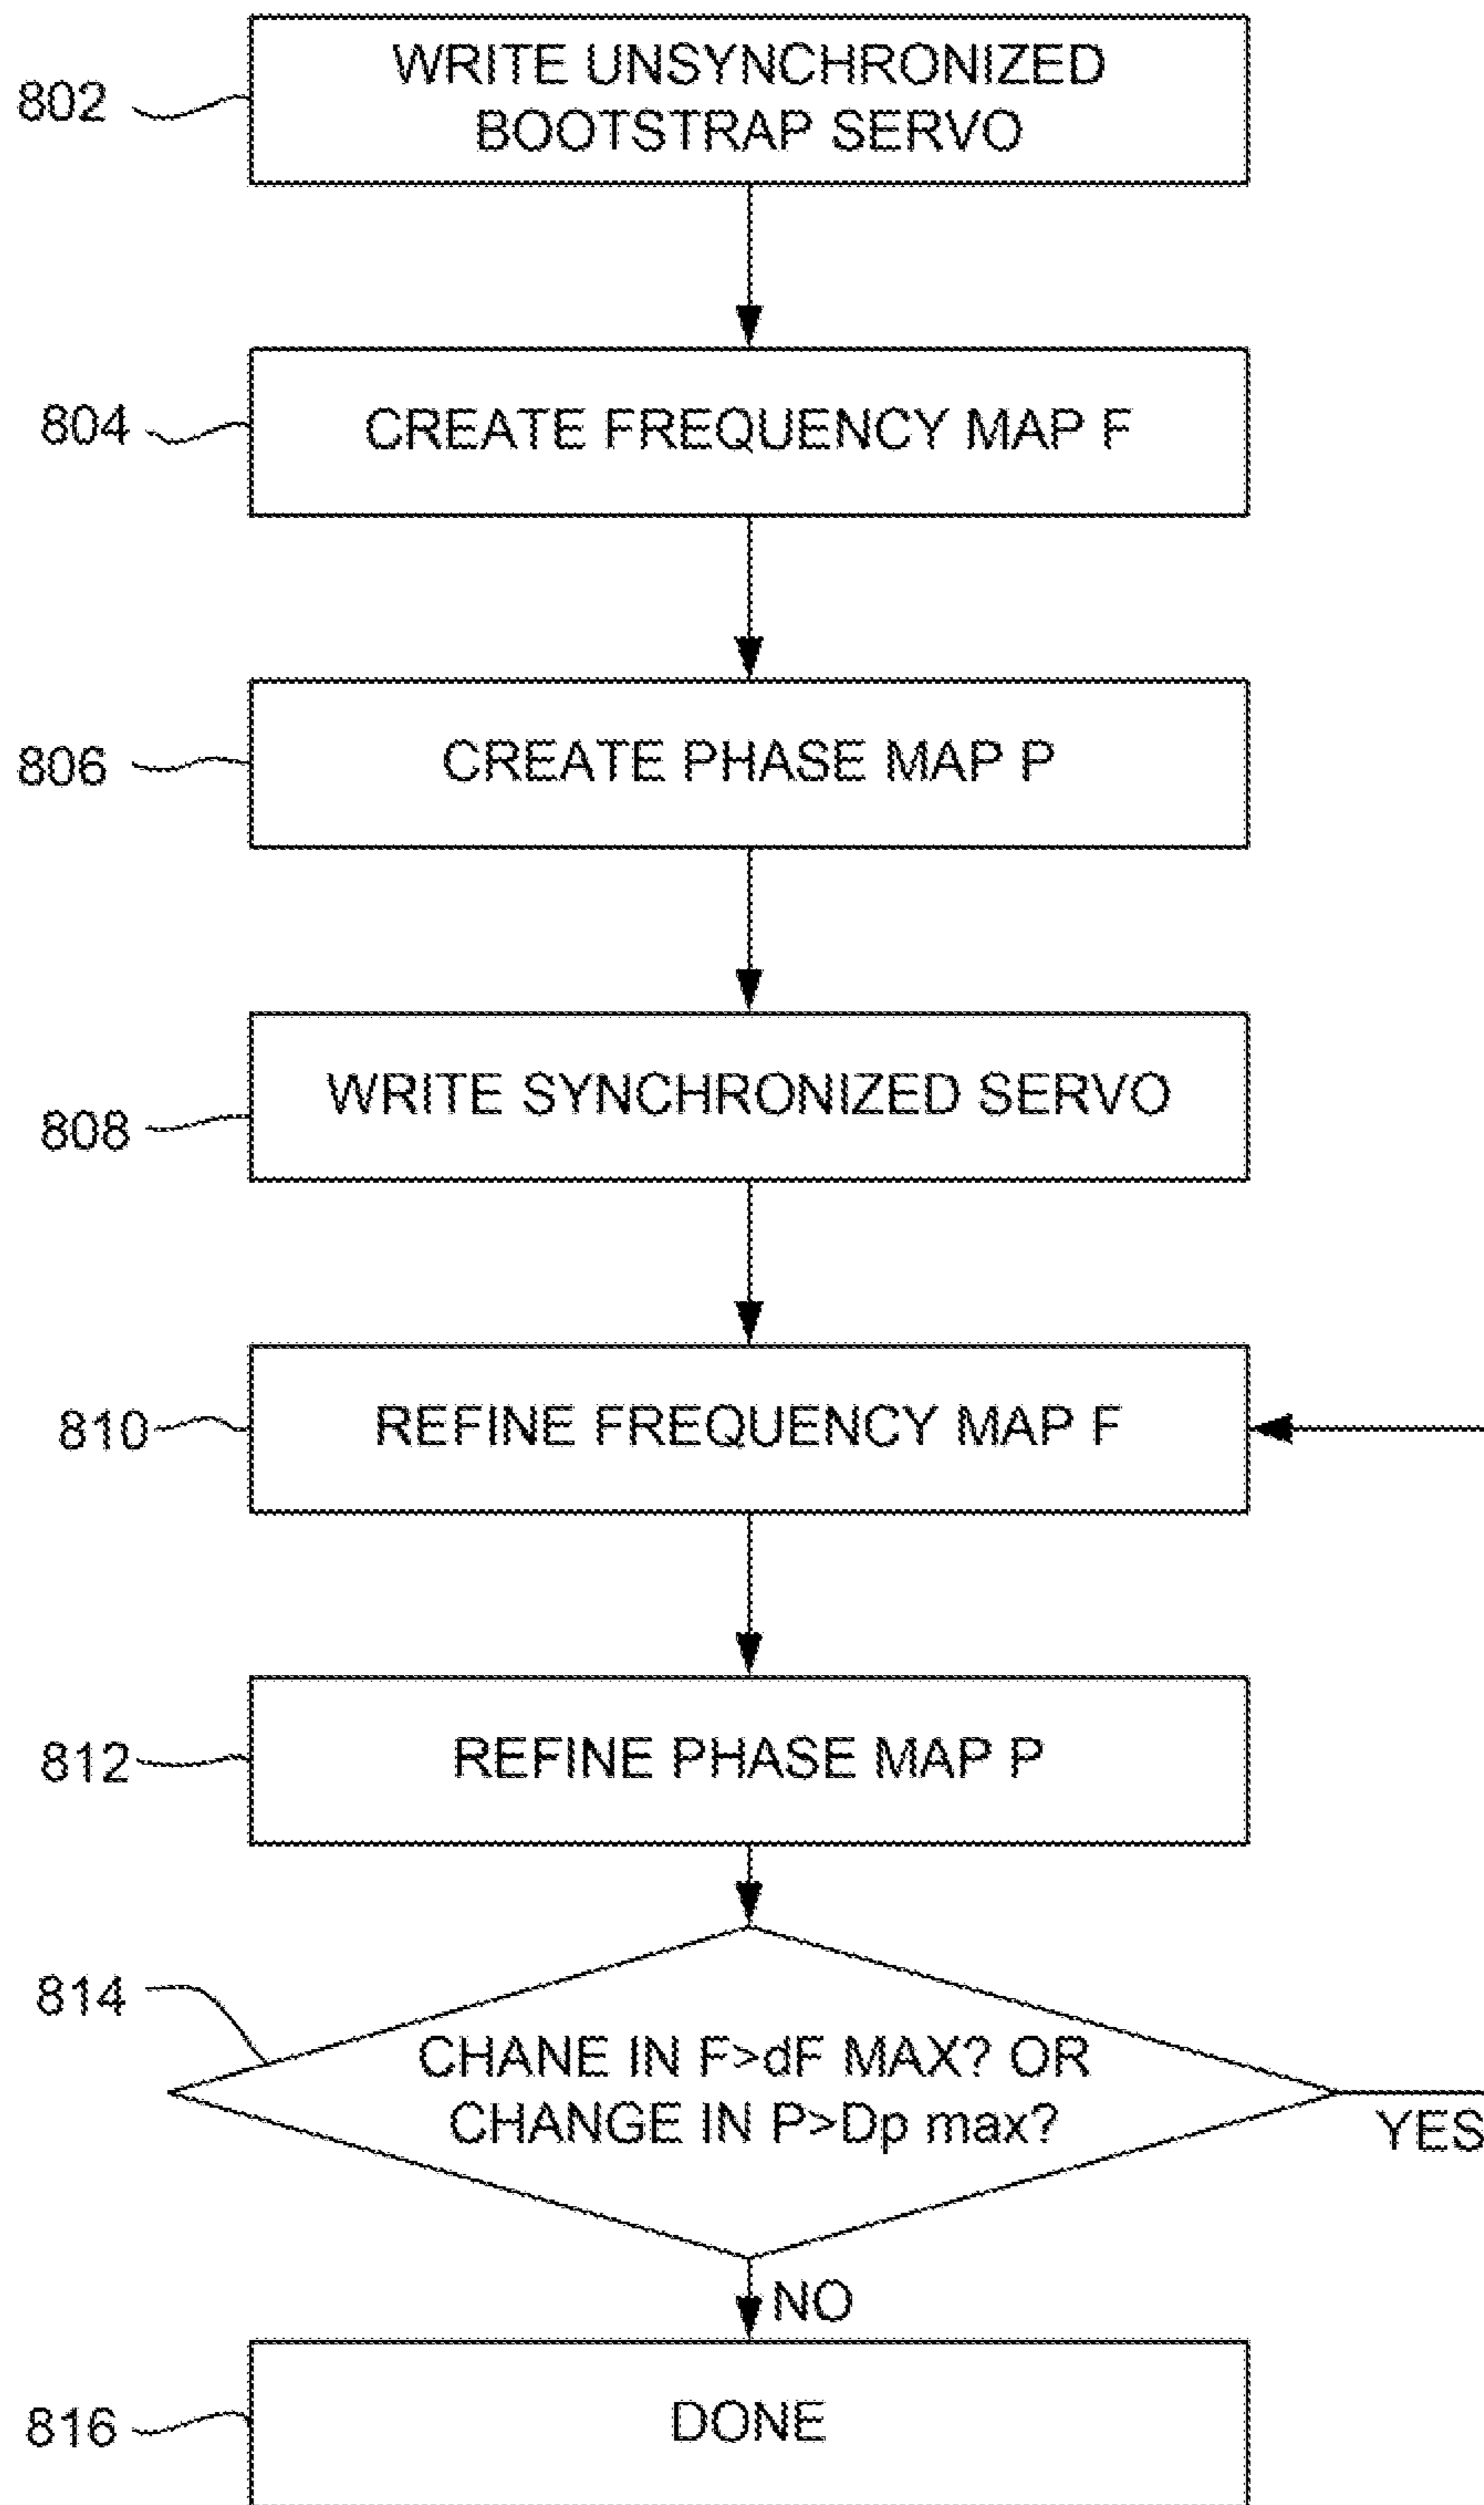 802
WRITE UNSYNCHRONIZED
BOOTSTRAP SERVO
804
CREATE FREQUENCY MAP F
806
CREATE PHASE MAP P
808
WRITE SYNCHRONIZED SERVO
810
REFINE FREQUENCY MAP F
812
REFINE PHASE MAP P
814
CHANE IN F>dF MAX? OR
CHANGE IN P>Dp max?
YES
NO
816
DONE